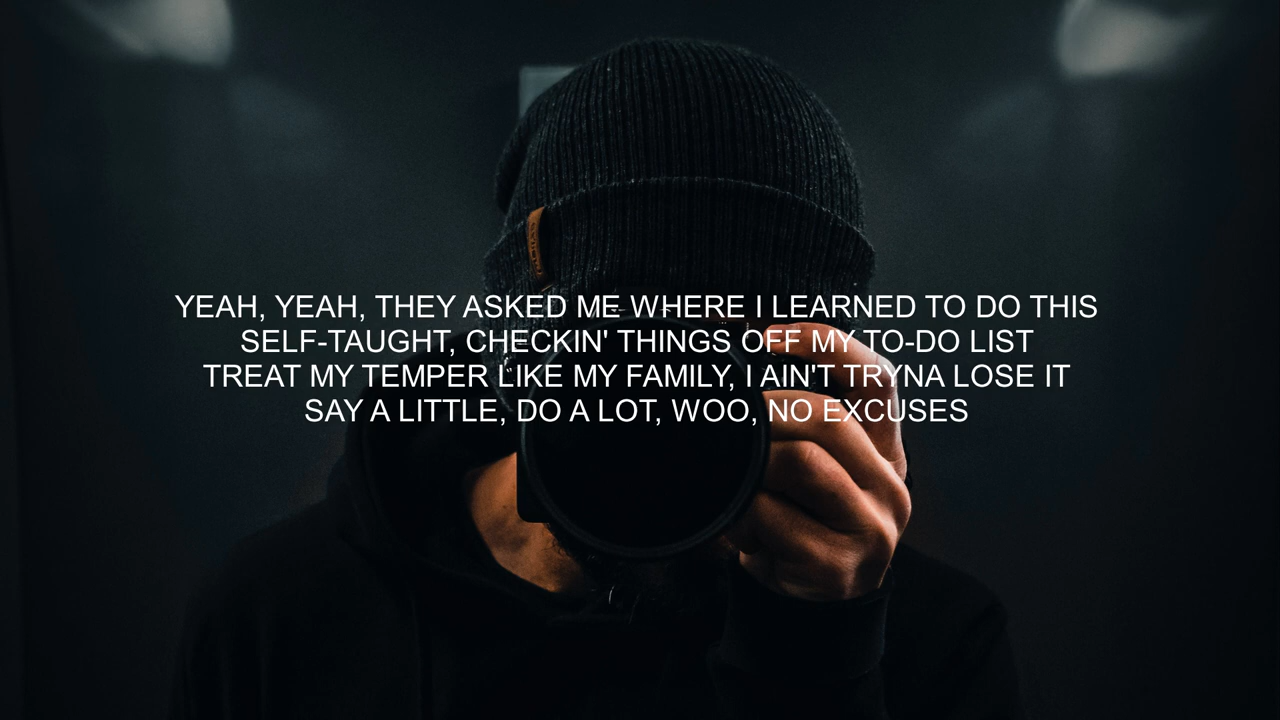 YEAH, YEAH, THEY ASKED ME WHERE I LEARNED TO DO THIS
SELF-TAUGHT, CHECKIN' THINGS OFF MY TO-DO LIST
TREAT MY TEMPER LIKE MY FAMILY, I AIN'T TRYNA LOSE IT
SAY A LITTLE, DO A LOT, WOO, NO EXCUSES